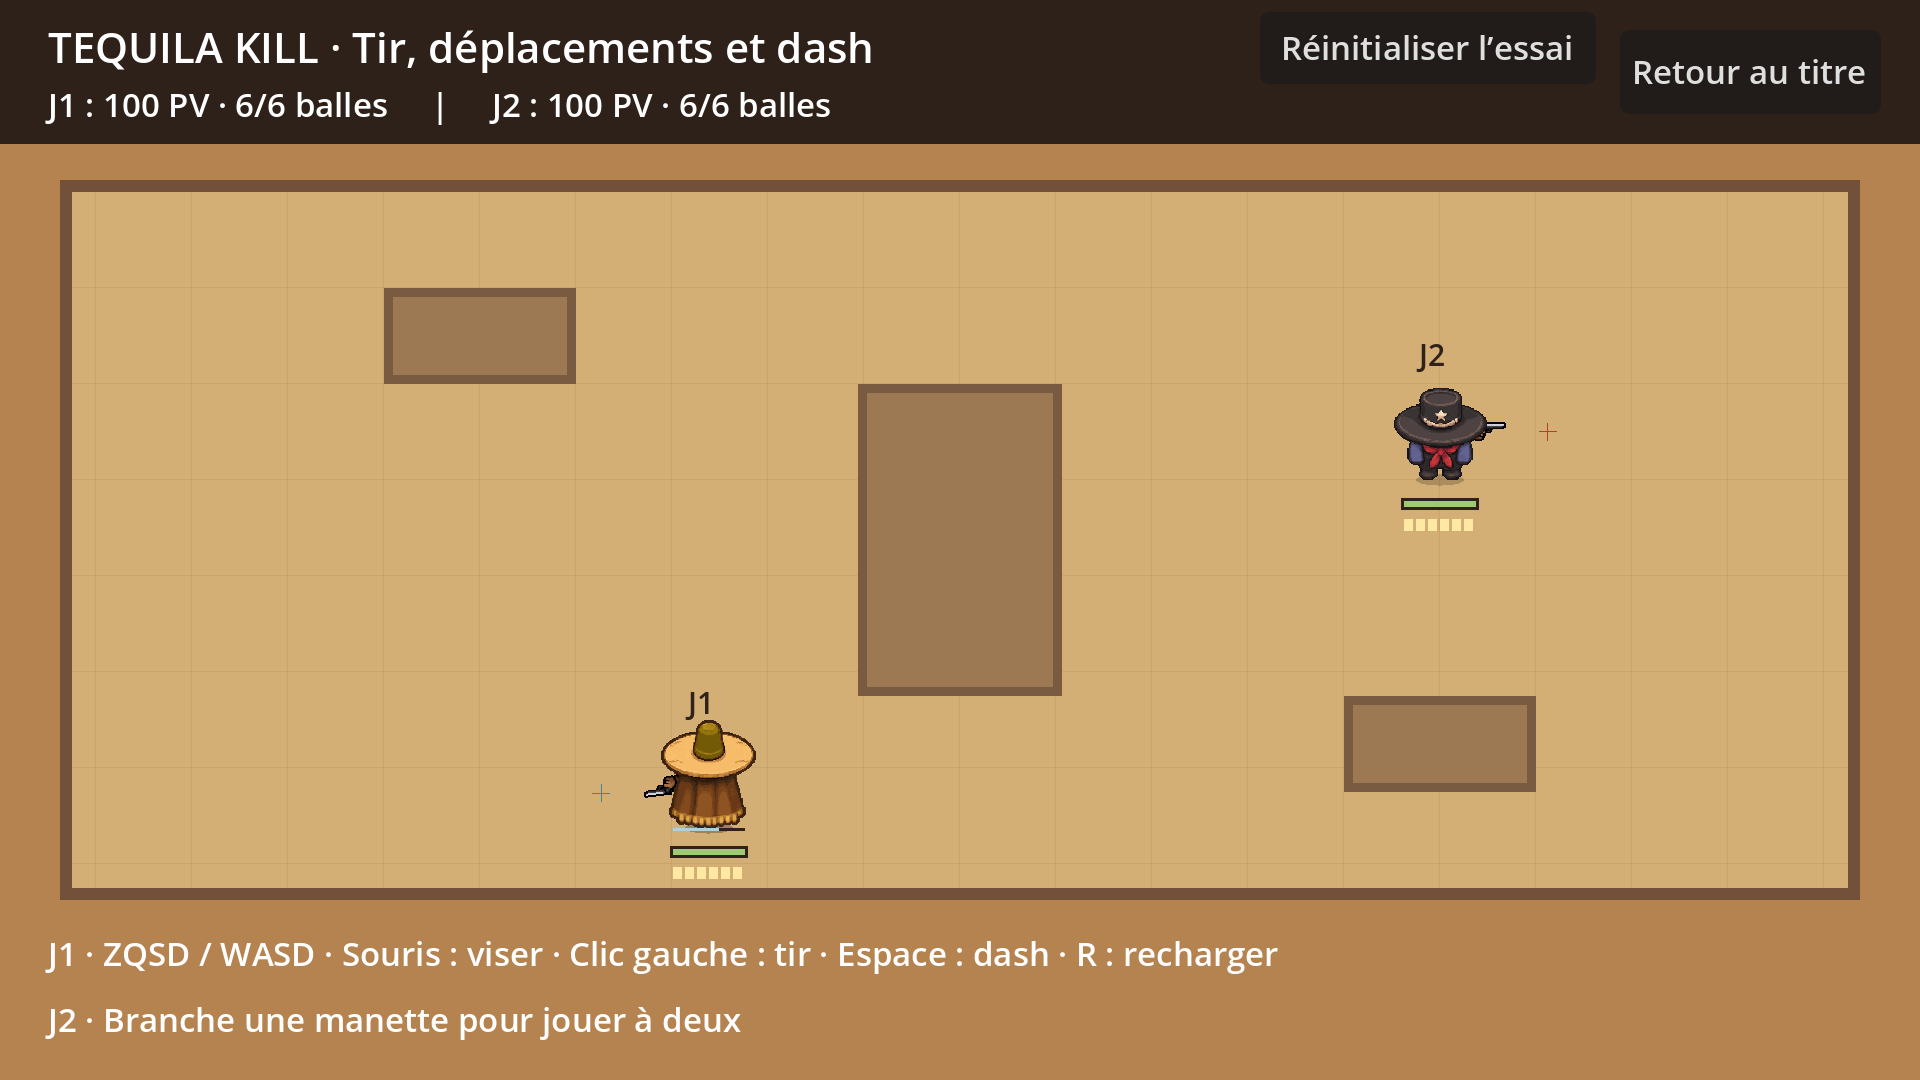 TEQUILA KILL · Tir, déplacements et dash
Réinitialiser l’essai
Retour au titre
J1 : 100 PV · 6/6 balles | J2 : 100 PV · 6/6 balles
J2
J1
J1 · ZQSD / WASD · Souris : viser · Clic gauche : tir · Espace : dash · R : recharger
J2 · Branche une manette pour jouer à deux